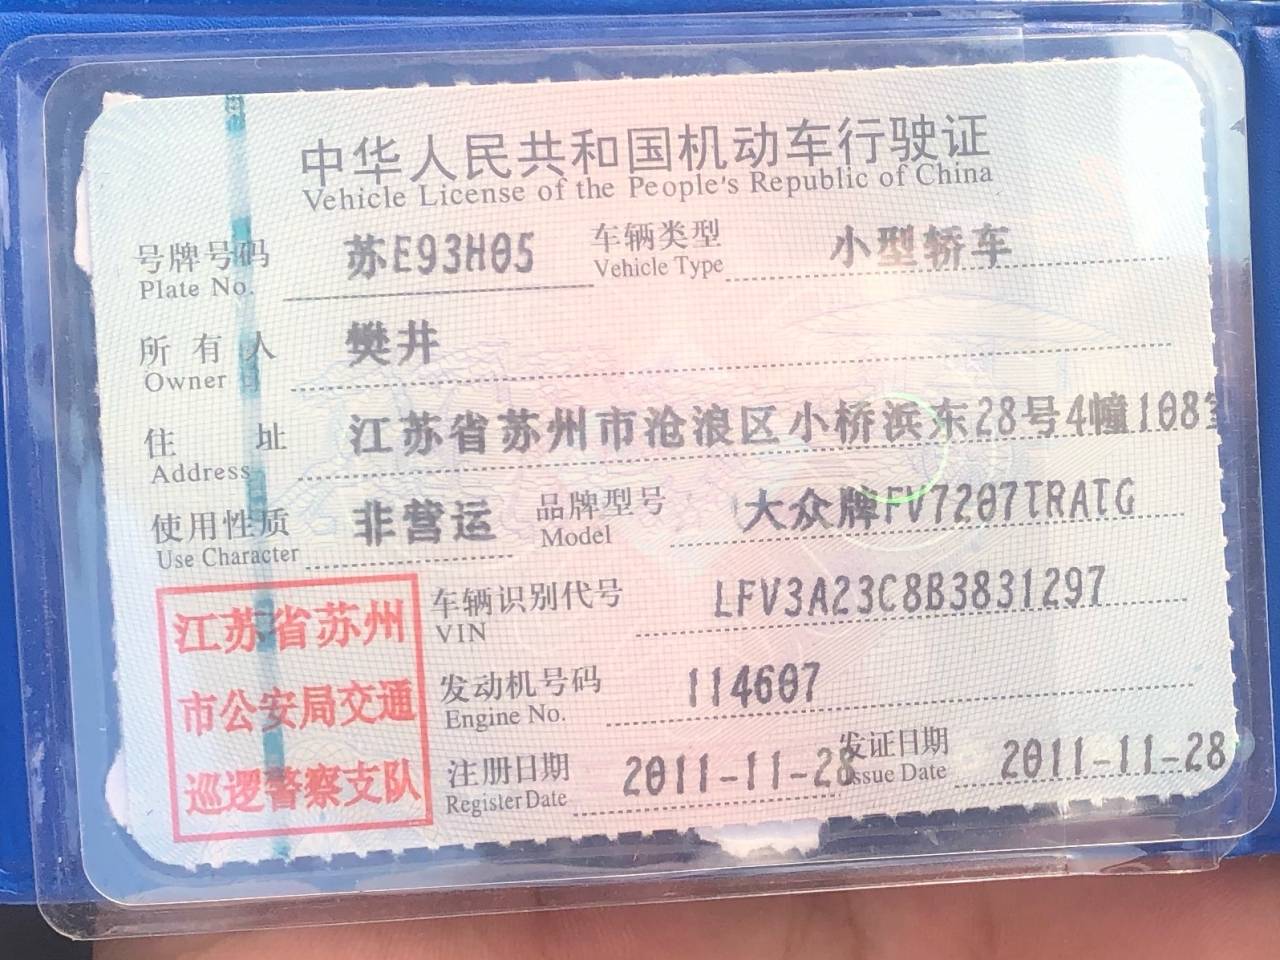 中华人民共和国机动车行驶证
Vehicle License of the People's Republic of China
号牌号码 苏E93H05 车辆类型 小型轿车
Plate No. Vehicle Type
所有人 樊井
Owner
住址 江苏省苏州市沧浪区小桥浜东28号4幢108室
Address
使用性质 非营运 品牌型号 大众牌FV7207TRATG
Use Character Model
江苏省苏州
市公安局交通
巡逻警察支队
车辆识别代号 LFV3A23C8B3831297
VIN
发动机号码 114607
Engine No.
注册日期 2011-11-28 发证日期 2011-11-28
Register Date Issue Date